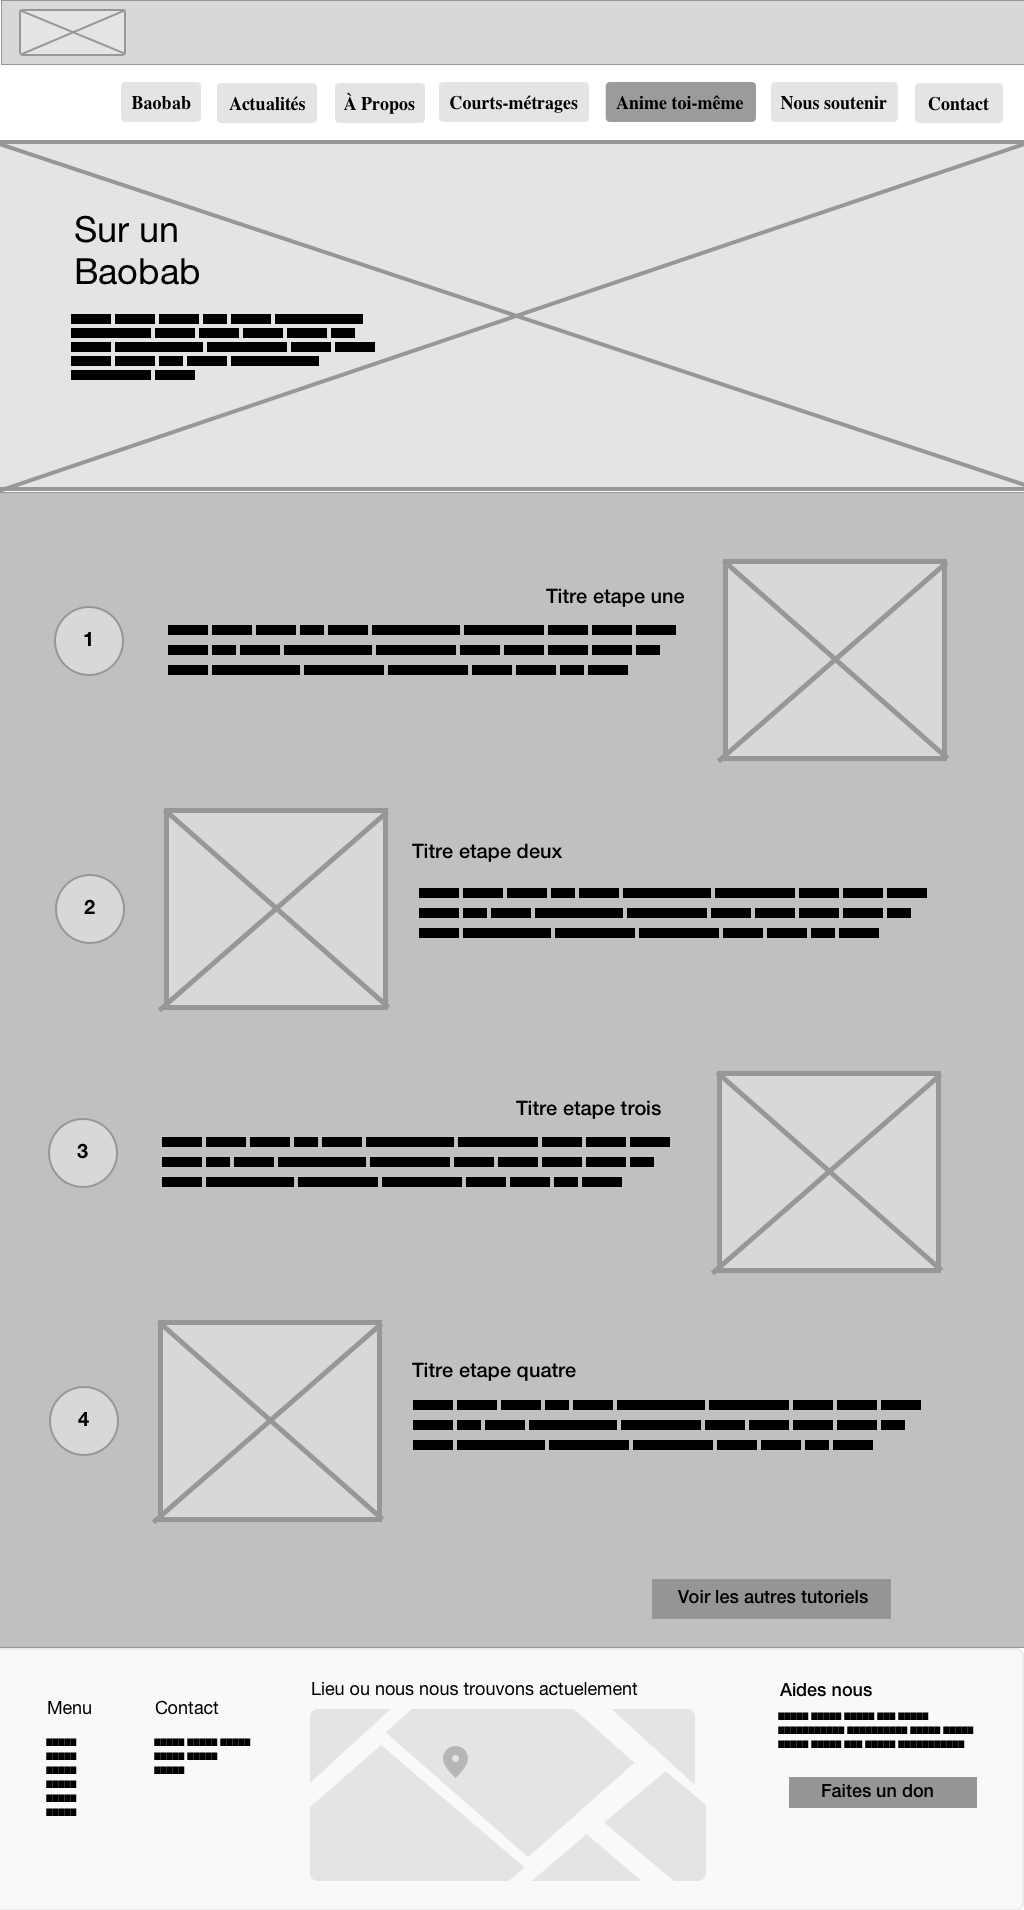 Baobab
Actualités
À Propos
Courts-métrages
Anime toi-même
Nous soutenir
Contact
Sur un
Baobab
Titre etape une
1
Titre etape deux
2
Titre etape trois
3
Titre etape quatre
4
Voir les autres tutoriels
Menu
Contact
Lieu ou nous nous trouvons actuelement
Aides nous
Faites un don